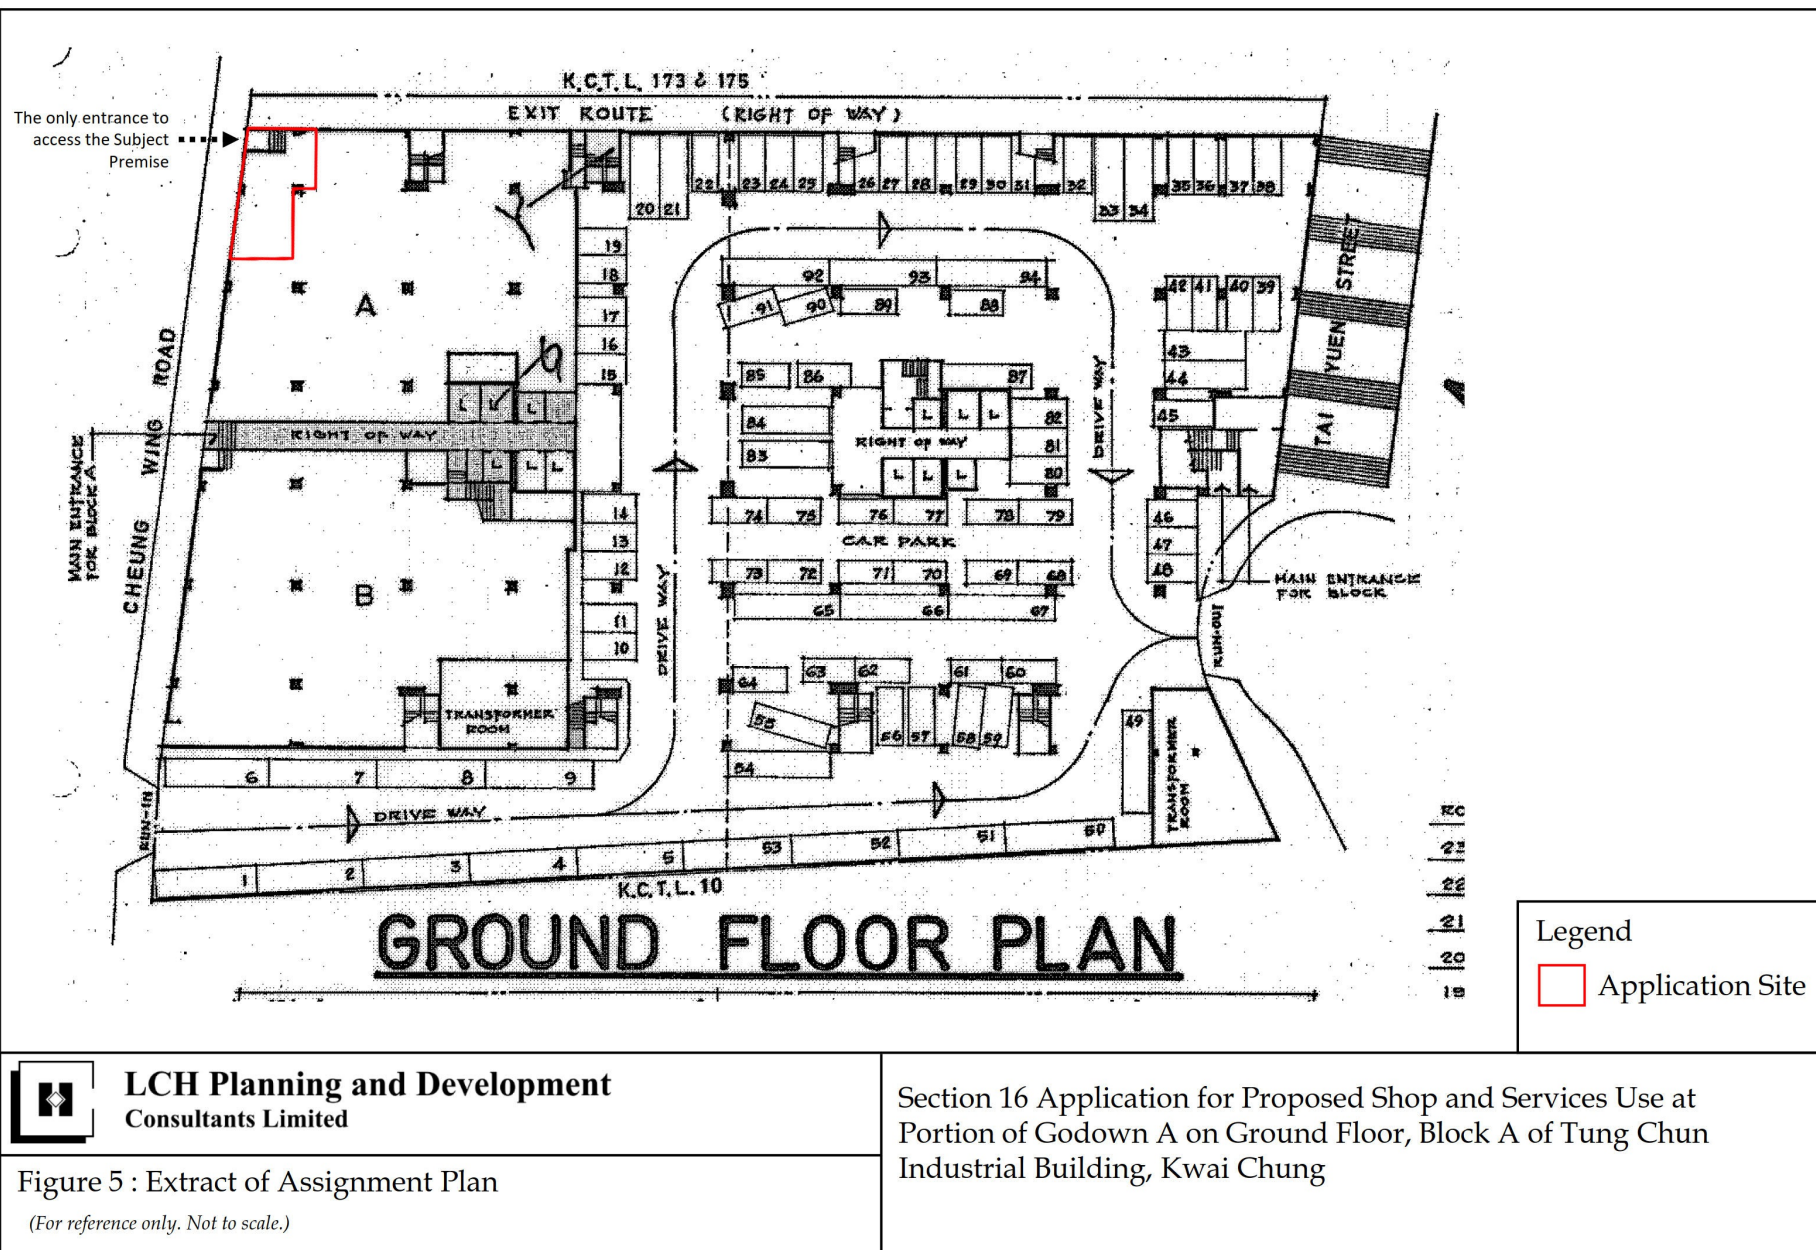 K.C.T.L. 173 & 175
EXIT ROUTE (RIGHT OF WAY)
The only entrance to
access the Subject
Premise
20 21 22 23 24 25 26 27 28 29 30 31 32 33 34 35 36 37 38
19
18
17
16
15
A
92 93 94
91 90 89 88
42 41 40 39
43
44
45
85 86 87
84
83
82
81
80
L L L
L L L
RIGHT OF WAY
L L L
L L L
RIGHT OF WAY
MAIN ENTRANCE
FOR BLOCK A
CHEUNG WING ROAD
TAI YUEN STREET
DRIVE WAY
DRIVE WAY
14
13
12
11
10
B
74 75 76 77 78 79
CAR PARK
73 72 71 70 69 68
65 66 67
46
47
48
MAIN ENTRANCE
FOR BLOCK
RUN-OUT
64 63 62 61 60
55 56 57 58 59
54
49
TRANSFORMER
ROOM
TRANSFORMER
ROOM
6 7 8 9
RUN-IN
DRIVE WAY
1 2 3 4 5 53 52 51 50
K.C.T.L. 10
GROUND FLOOR PLAN
22
21
20
19
Legend
Application Site
LCH Planning and Development
Consultants Limited
Figure 5 : Extract of Assignment Plan
(For reference only. Not to scale.)
Section 16 Application for Proposed Shop and Services Use at
Portion of Godown A on Ground Floor, Block A of Tung Chun
Industrial Building, Kwai Chung